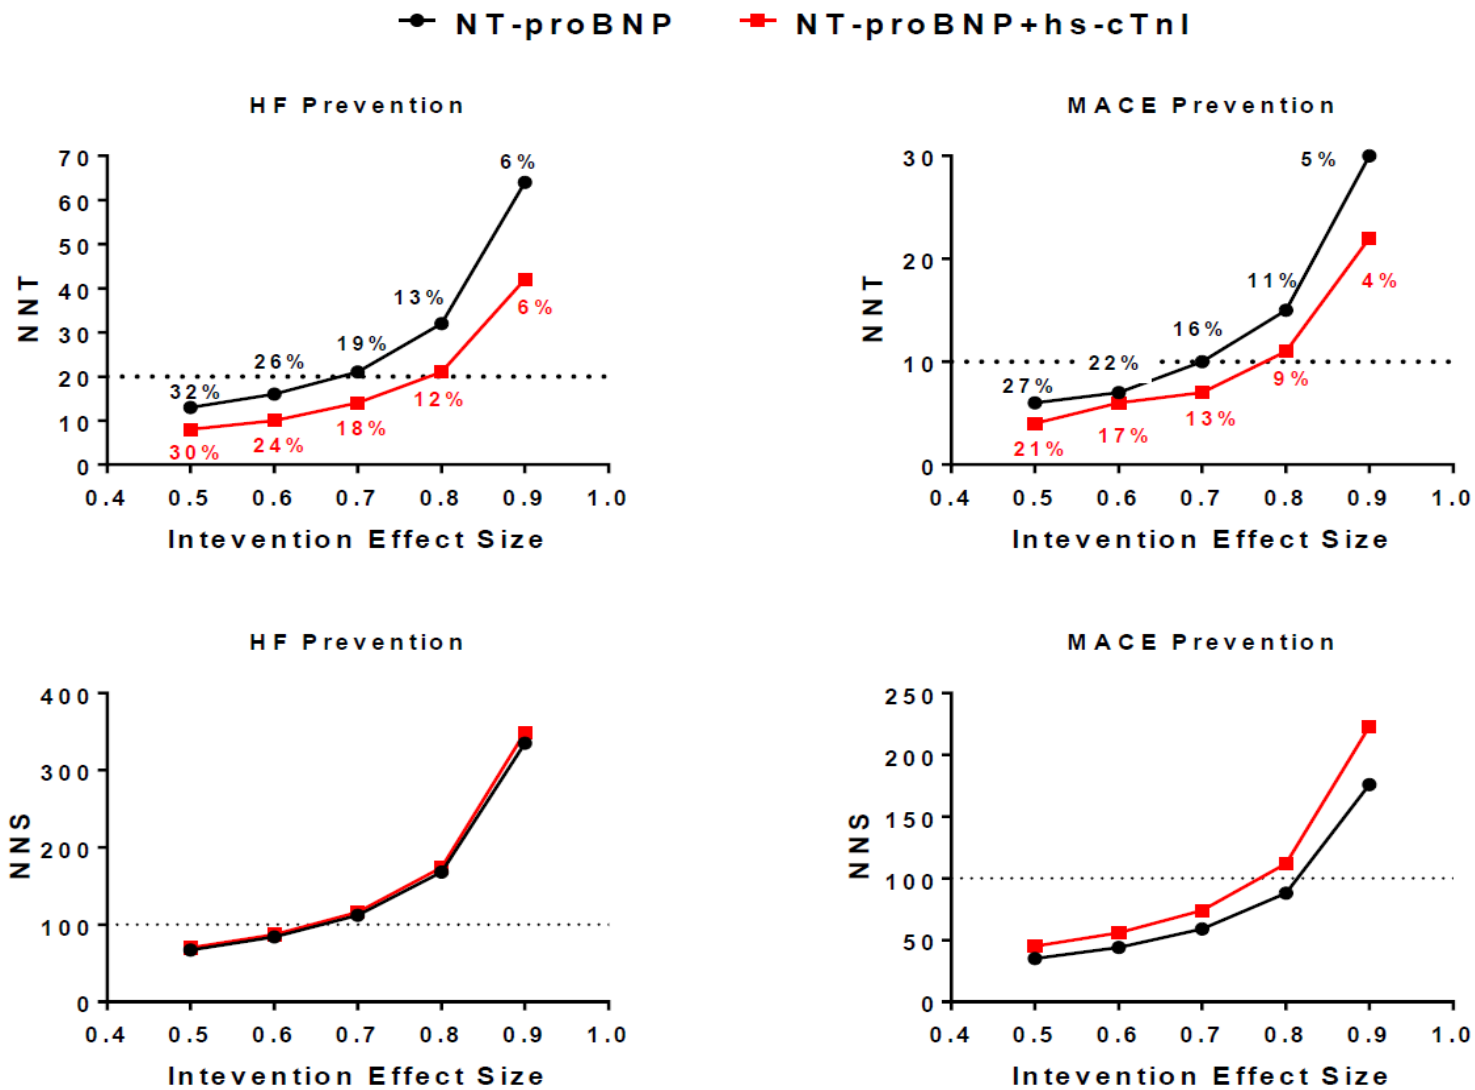 NT-proBNP NT-proBNP+hs-cTnI
HF Prevention
NNT
70
60
50
40
30
20
10
0
6%
13%
19%
26%
32%
6%
12%
18%
24%
30%
0.4 0.5 0.6 0.7 0.8 0.9 1.0
Intevention Effect Size
MACE Prevention
NNT
30
20
10
0
5%
11%
16%
22%
27%
4%
9%
13%
17%
21%
0.4 0.5 0.6 0.7 0.8 0.9 1.0
Intevention Effect Size
HF Prevention
NNS
400
300
200
100
0
0.4 0.5 0.6 0.7 0.8 0.9 1.0
Intevention Effect Size
MACE Prevention
NNS
250
200
150
100
50
0
0.4 0.5 0.6 0.7 0.8 0.9 1.0
Intevention Effect Size